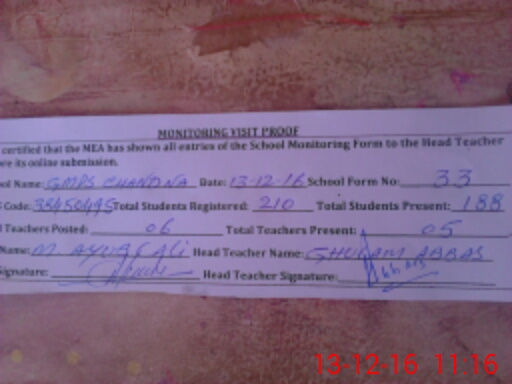 MONITORING VISIT PROOF
certified that the MEA has shown all entries of the School Monitoring Form to the Head Teacher
re its online submission.
ol Name: GMPS CHANDNA Date: 13-12-16 School Form No: 33
Code: 38450495 Total Students Registered: 210 Total Students Present: 188
Teachers Posted: 06 Total Teachers Present: 05
Name: M. AYUB ALI Head Teacher Name: GHULAM ABBAS
Signature: Head Teacher Signature:
13-12-16 11:16